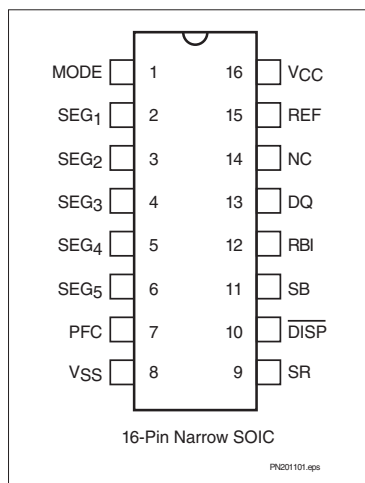 MODE 1 16 VCC
SEG1 2 15 REF
SEG2 3 14 NC
SEG3 4 13 DQ
SEG4 5 12 RBI
SEG5 6 11 SB
PFC 7 10 DISP
VSS 8 9 SR
16-Pin Narrow SOIC
PN201101.eps